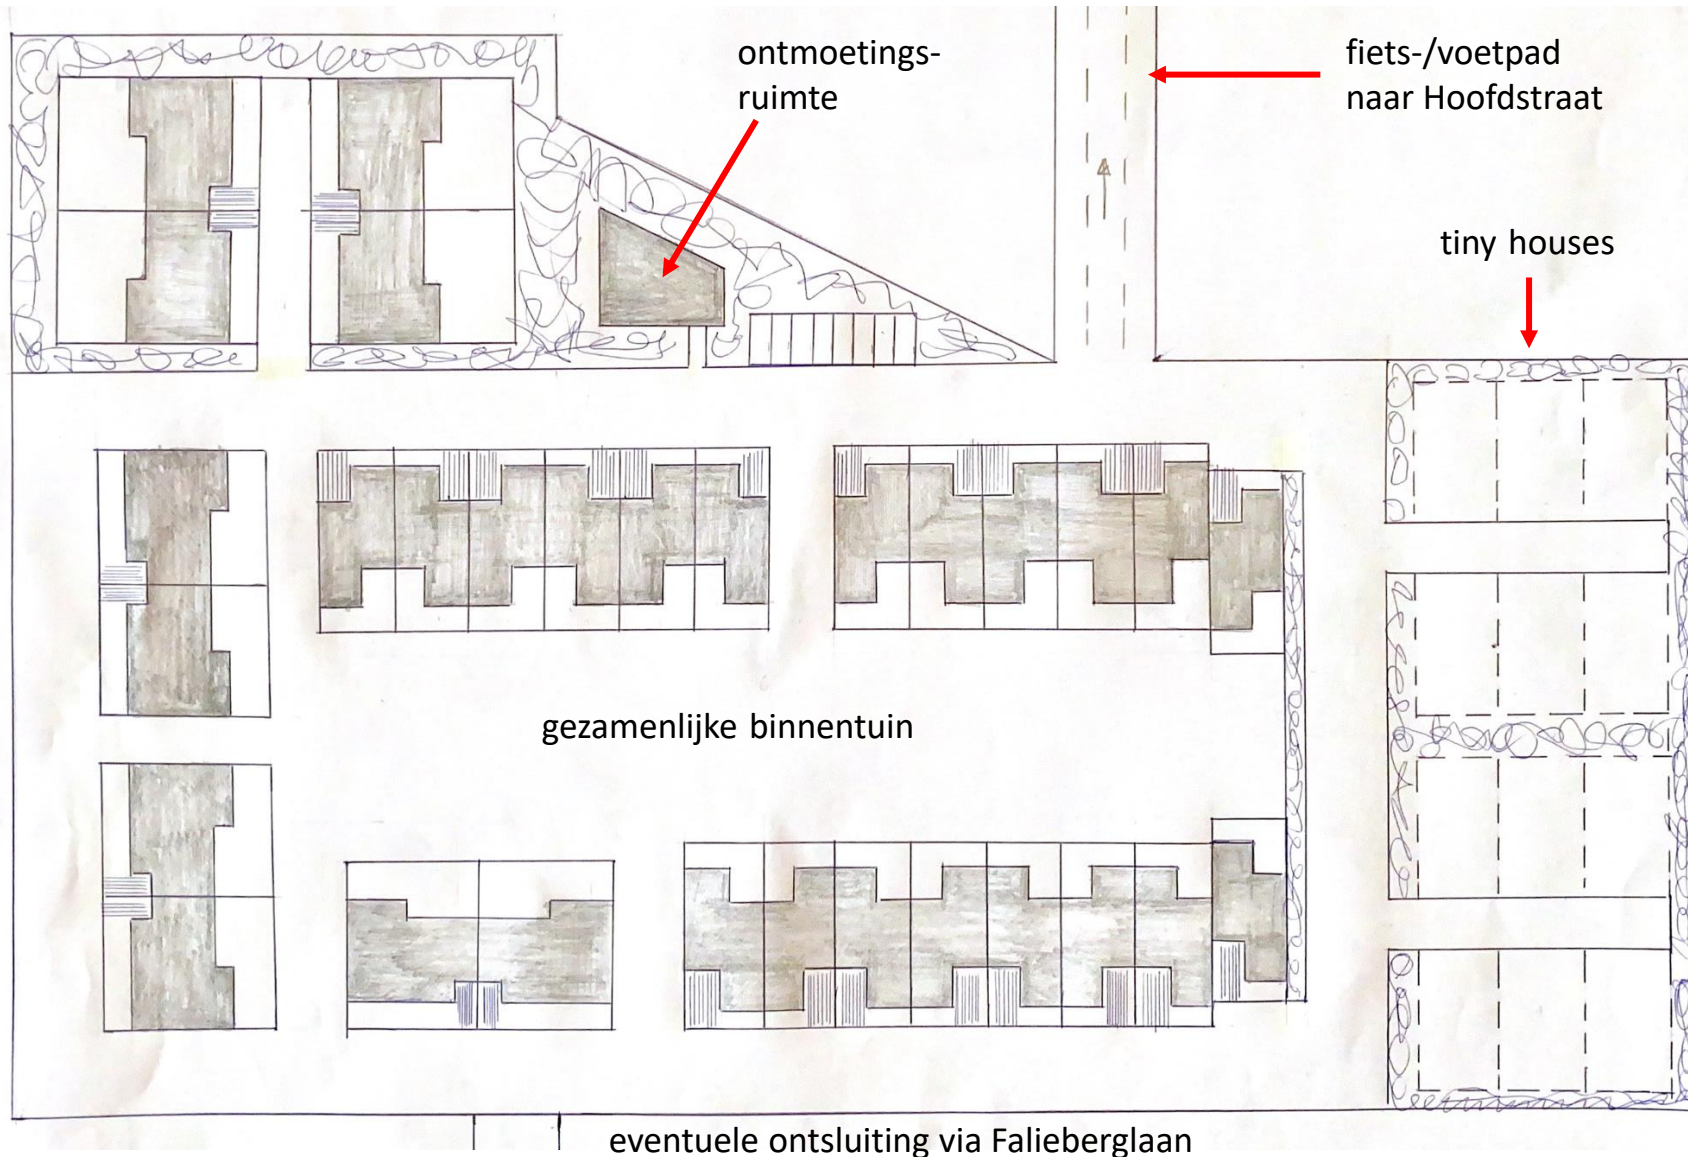 ontmoetings-
ruimte
fiets-/voetpad
naar Hoofdstraat
tiny houses
gezamenlijke binnentuin
eventuele ontsluiting via Falieberglaan